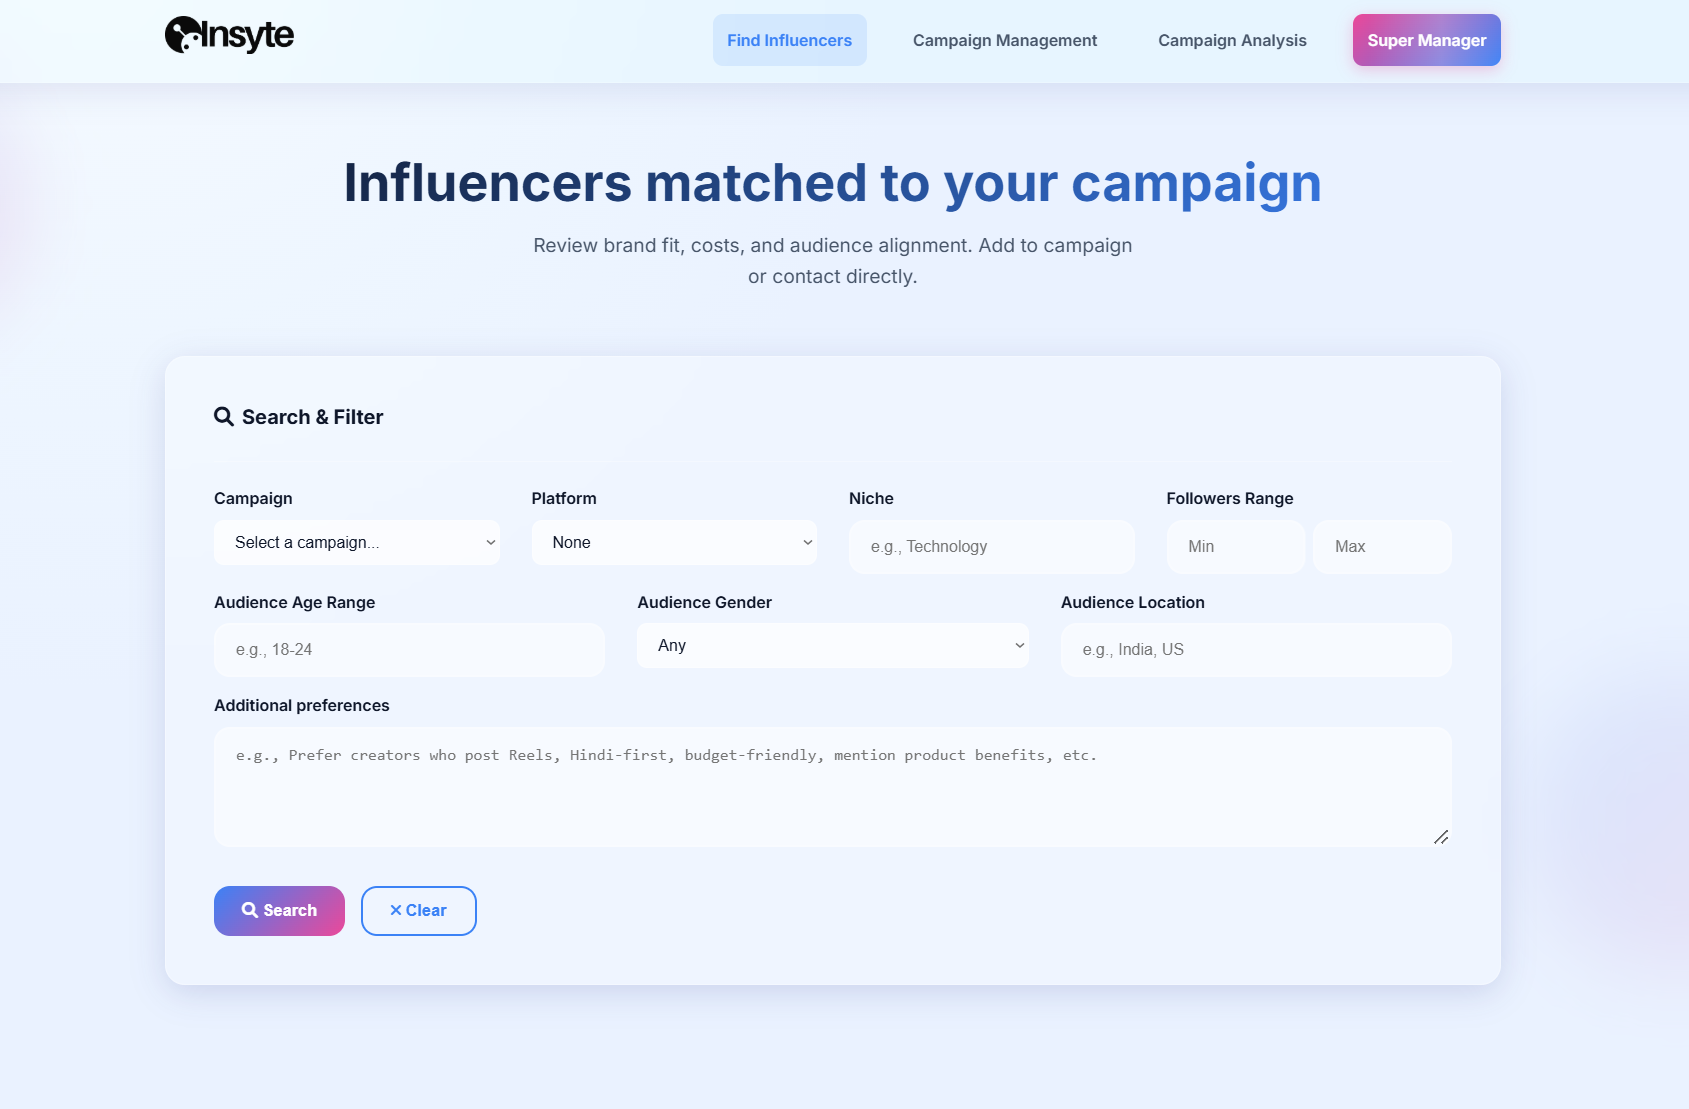 Insyte
Find Influencers
Campaign Management
Campaign Analysis
Super Manager
Influencers matched to your campaign
Review brand fit, costs, and audience alignment. Add to campaign
or contact directly.
Search & Filter
Campaign
Platform
Niche
Followers Range
Select a campaign...
None
e.g., Technology
Min
Max
Audience Age Range
Audience Gender
Audience Location
e.g., 18-24
Any
e.g., India, US
Additional preferences
e.g., Prefer creators who post Reels, Hindi-first, budget-friendly, mention product benefits, etc.
Search
Clear